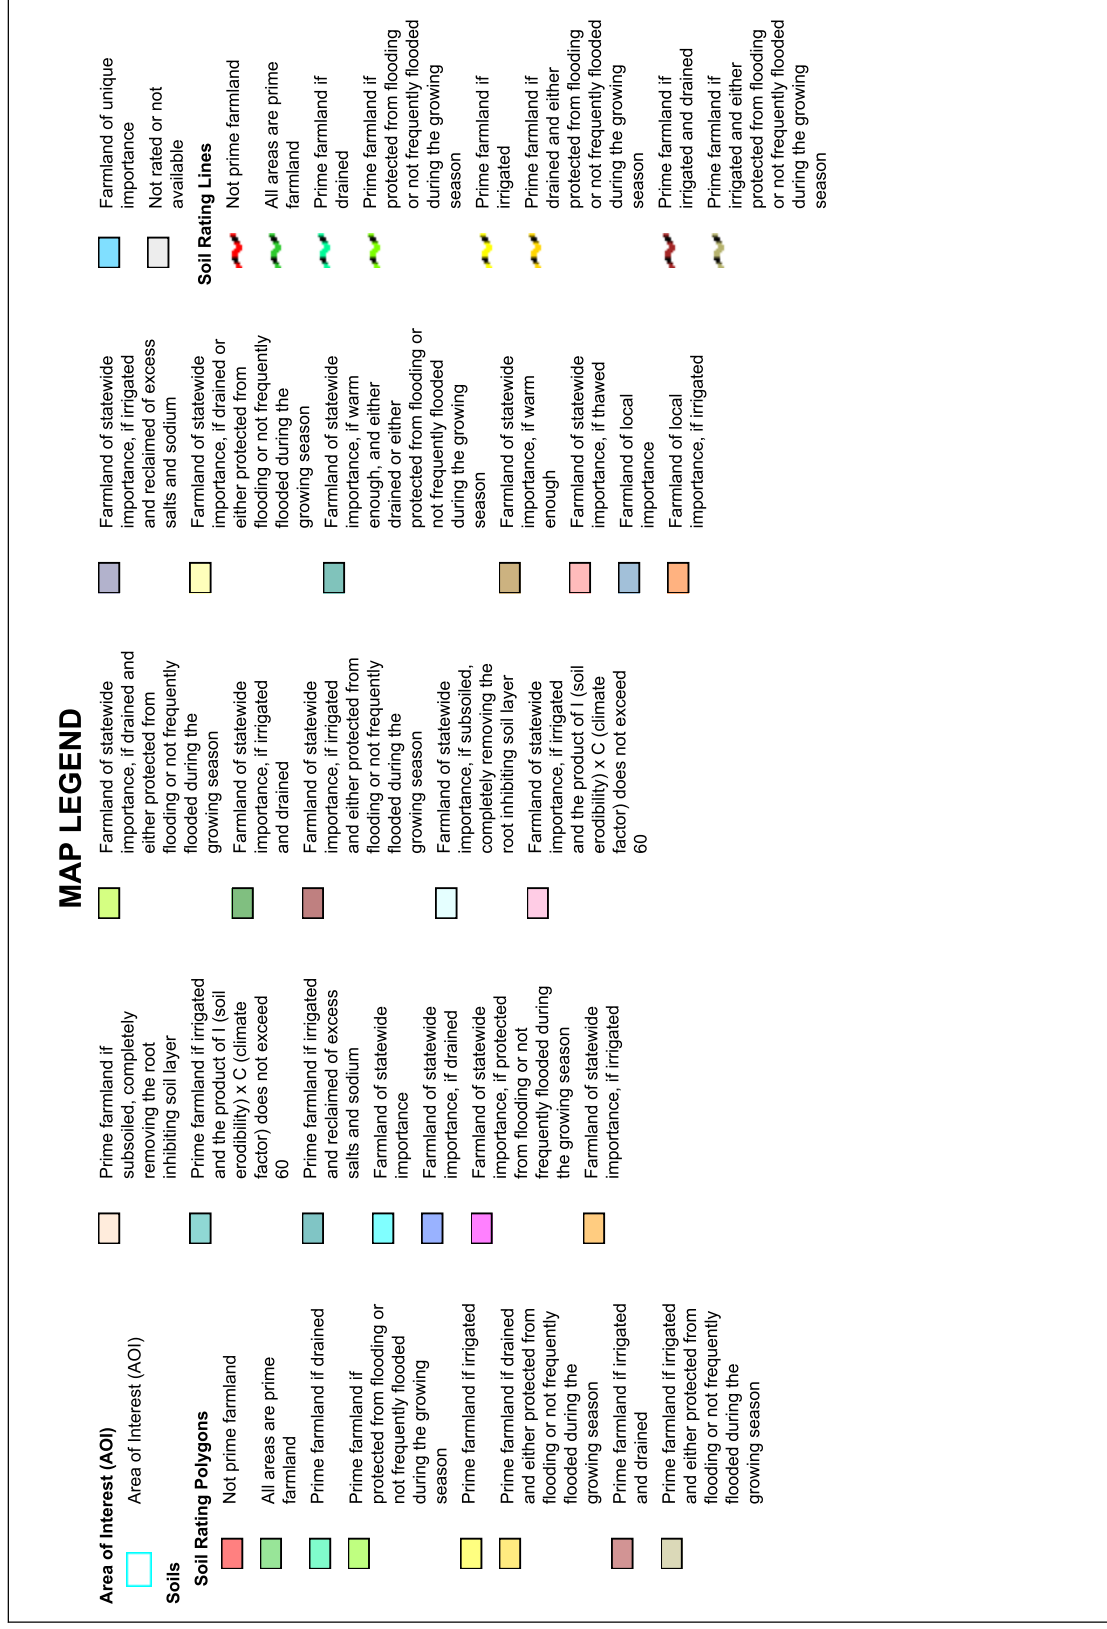 MAP LEGEND
Area of Interest (AOI)
Area of Interest (AOI)
Soils
Soil Rating Polygons
Not prime farmland
All areas are prime
farmland
Prime farmland if drained
Prime farmland if
protected from flooding or
not frequently flooded
during the growing
season
Prime farmland if irrigated
Prime farmland if drained
and either protected from
flooding or not frequently
flooded during the
growing season
Prime farmland if irrigated
and drained
Prime farmland if irrigated
and either protected from
flooding or not frequently
flooded during the
growing season
Prime farmland if
subsoiled, completely
removing the root
inhibiting soil layer
Prime farmland if irrigated
and the product of I (soil
erodibility) x C (climate
factor) does not exceed
60
Prime farmland if irrigated
and reclaimed of excess
salts and sodium
Farmland of statewide
importance
Farmland of statewide
importance, if drained
Farmland of statewide
importance, if protected
from flooding or not
frequently flooded during
the growing season
Farmland of statewide
importance, if irrigated
Farmland of statewide
importance, if drained and
either protected from
flooding or not frequently
flooded during the
growing season
Farmland of statewide
importance, if irrigated
and drained
Farmland of statewide
importance, if irrigated
and either protected from
flooding or not frequently
flooded during the
growing season
Farmland of statewide
importance, if subsoiled,
completely removing the
root inhibiting soil layer
Farmland of statewide
importance, if irrigated
and the product of I (soil
erodibility) x C (climate
factor) does not exceed
60
Farmland of statewide
importance, if irrigated
and reclaimed of excess
salts and sodium
Farmland of statewide
importance, if drained or
either protected from
flooding or not frequently
flooded during the
growing season
Farmland of statewide
importance, if warm
enough, and either
drained or either
protected from flooding or
not frequently flooded
during the growing
season
Farmland of statewide
importance, if warm
enough
Farmland of statewide
importance, if thawed
Farmland of local
importance
Farmland of local
importance, if irrigated
Farmland of unique
importance
Not rated or not
available
Soil Rating Lines
Not prime farmland
All areas are prime
farmland
Prime farmland if
drained
Prime farmland if
protected from flooding
or not frequently flooded
during the growing
season
Prime farmland if
irrigated
Prime farmland if
drained and either
protected from flooding
or not frequently flooded
during the growing
season
Prime farmland if
irrigated and drained
Prime farmland if
irrigated and either
protected from flooding
or not frequently flooded
during the growing
season